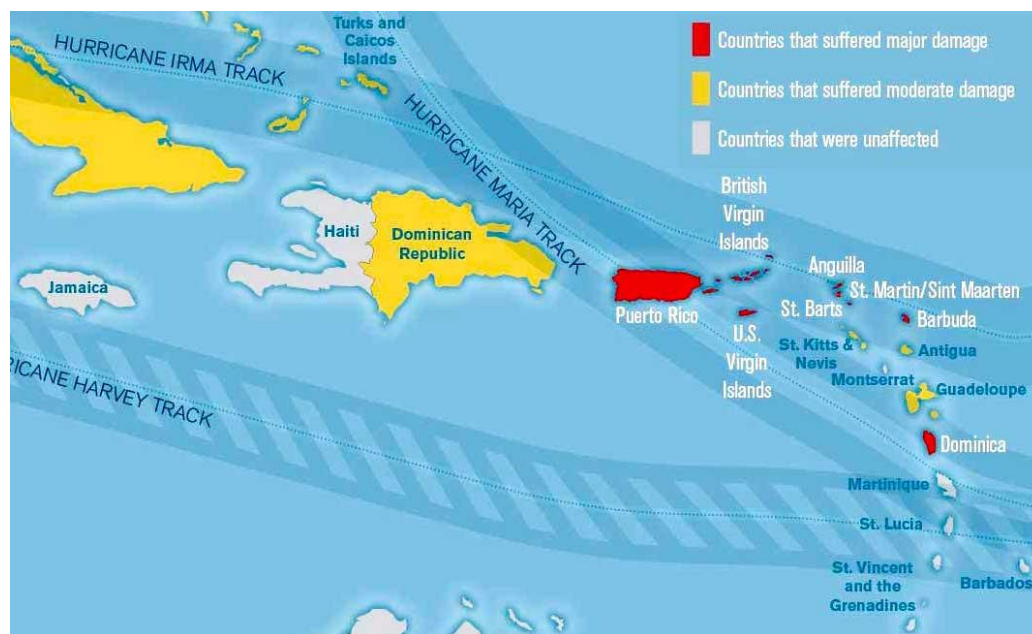 Turks and
Caicos
Islands
HURRICANE IRMA TRACK
HURRICANE MARIA TRACK
Countries that suffered major damage
Countries that suffered moderate damage
Countries that were unaffected
British
Virgin
Islands
Haiti
Dominican
Republic
Jamaica
Puerto Rico
U.S.
Virgin
Islands
Anguilla
St. Martin/Sint Maarten
St. Barts
Barbuda
St. Kitts &
Nevis
Antigua
Montserrat
Guadeloupe
Dominica
RICANE HARVEY TRACK
Martinique
St. Lucia
St. Vincent
and the
Grenadines
Barbados